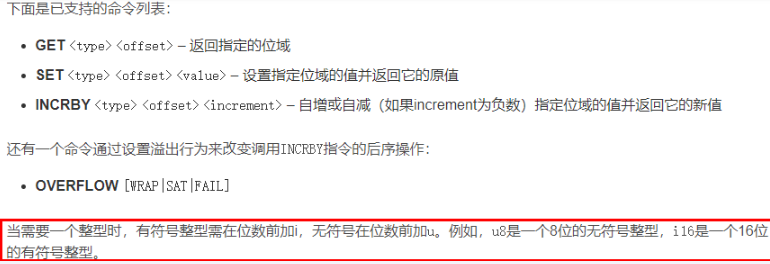 下面是已支持的命令列表：
• GET <type> <offset> – 返回指定的位域
• SET <type> <offset> <value> – 设置指定位域的值并返回它的原值
• INCRBY <type> <offset> <increment> – 自增或自减（如果increment为负数）指定位域的值并返回它的新值
还有一个命令通过设置溢出行为来改变调用INCRBY指令的后序操作：
• OVERFLOW [WRAP|SAT|FAIL]
当需要一个整型时，有符号整型需在位数前加i，无符号在位数前加u。例如，u8是一个8位的无符号整型，i16是一个16位
的有符号整型。